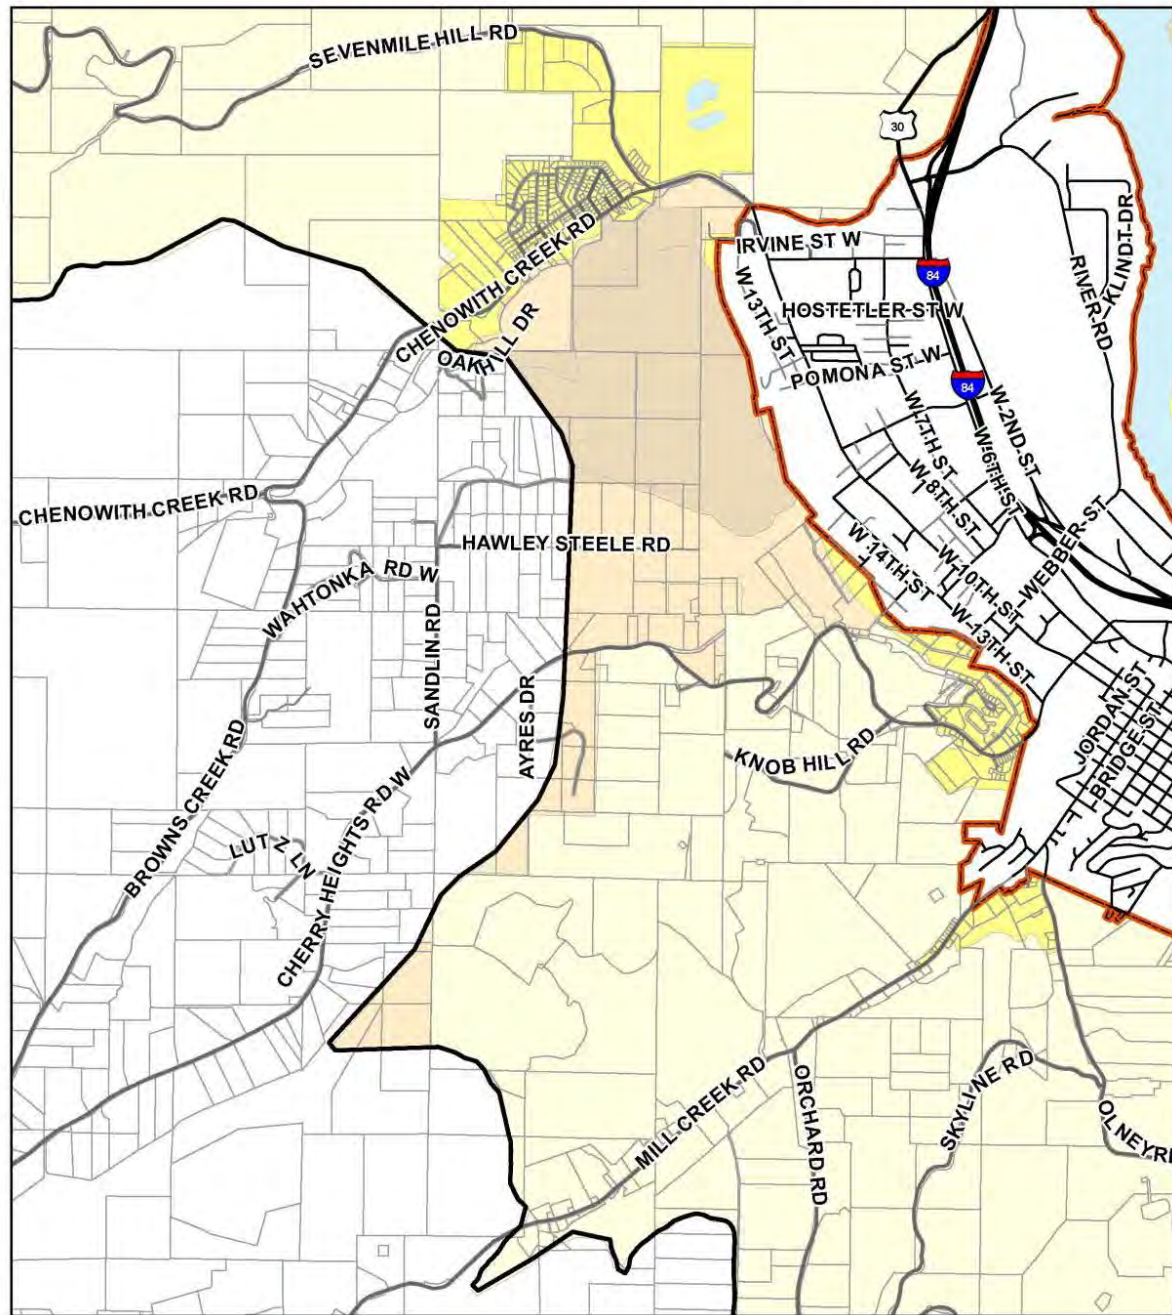 SEVENMILE HILL RD
30
IRVINE ST W
KLINDT DR
CHENOWITH CREEK RD
84
W 13TH ST
RIVER RD
HOSTETLER ST W
OAK HILL DR
POMONA ST W
84
W 2ND ST
W 7TH ST
W 6TH ST
CHENOWITH CREEK RD
W 8TH ST
HAWLEY STEELE RD
WEBBER ST
W 14TH ST
W 10TH ST
WAHTONKA RD W
W 13TH ST
SANDLIN RD
AYRES DR
JORDAN ST
BRIDGE ST
KNOB HILL RD
BROWNS CREEK RD
LUTZ LN
CHERRY HEIGHTS RD W
MILL CREEK RD
ORCHARD RD
SKYLINE RD
OLNEY RD